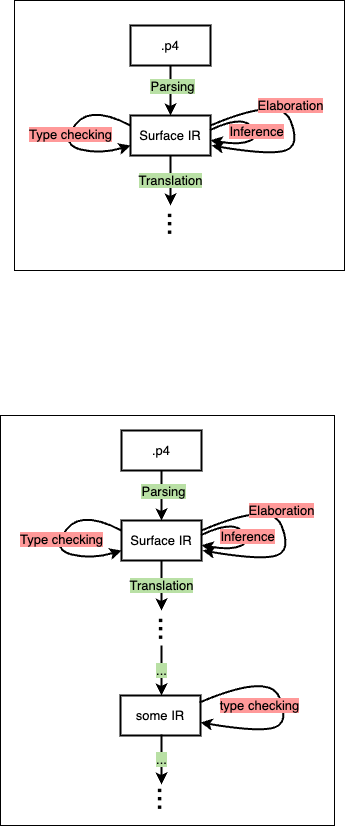 .p4
Parsing
Elaboration
Type checking
Surface IR
Inference
Translation
.p4
Parsing
Elaboration
Type checking
Surface IR
Inference
Translation
...
some IR
type checking
...